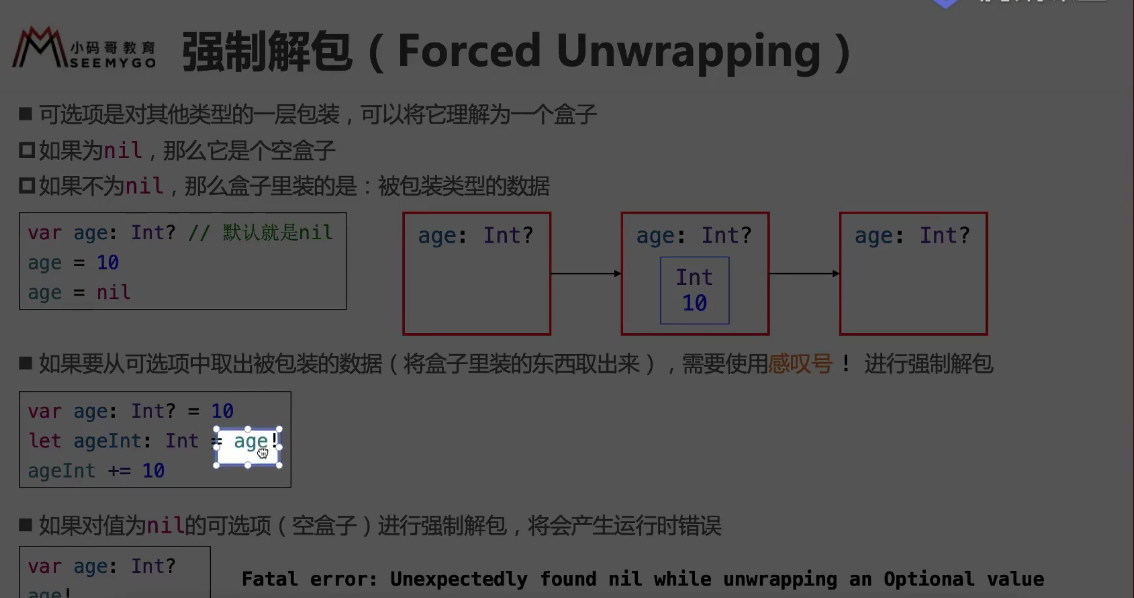 小码哥教育
SEEMYGO
强制解包（Forced Unwrapping）
可选项是对其他类型的一层包装，可以将它理解为一个盒子
如果为nil，那么它是个空盒子
如果不为nil，那么盒子里装的是：被包装类型的数据
var age: Int? // 默认就是nil
age = 10
age = nil
age: Int?
age: Int?
Int
10
age: Int?
如果要从可选项中取出被包装的数据（将盒子里装的东西取出来），需要使用感叹号 ! 进行强制解包
var age: Int? = 10
let ageInt: Int = age!
ageInt += 10
如果对值为nil的可选项（空盒子）进行强制解包，将会产生运行时错误
var age: Int?
age!
Fatal error: Unexpectedly found nil while unwrapping an Optional value